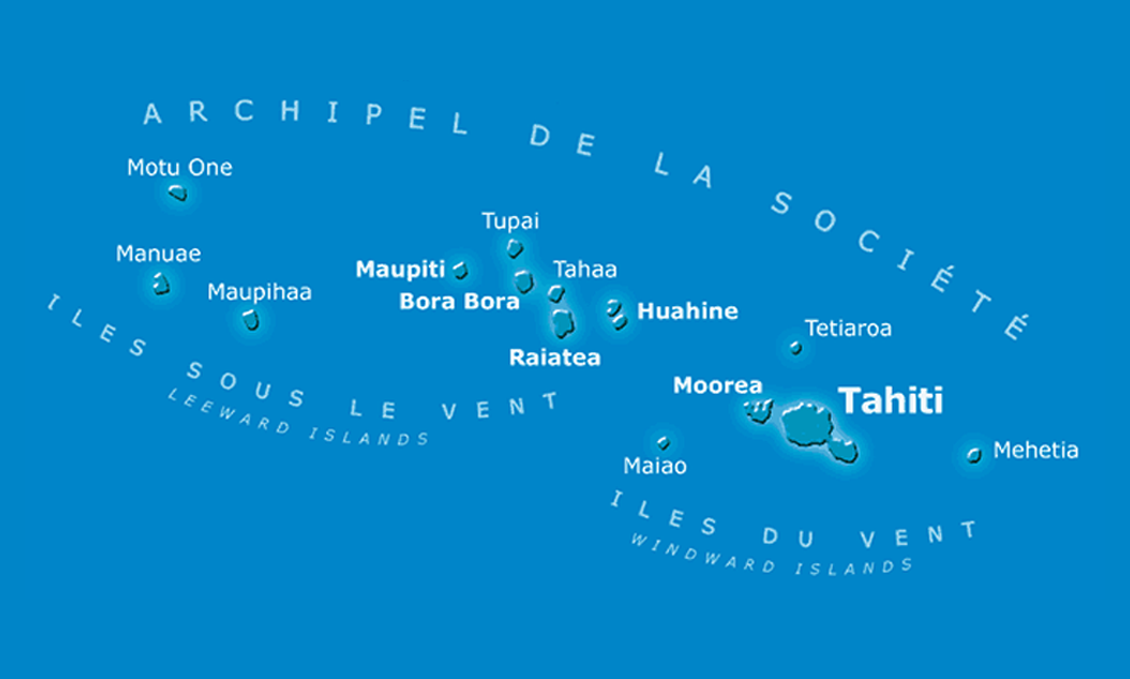 ARCHIPEL DE LA SOCIÉTÉ
Motu One
Tupai
Manuae
Maupiti
Tahaa
Maupihaa
Bora Bora
Huahine
Tetiaroa
Raiatea
Moorea
Tahiti
ILES SOUS LE VENT
LEEWARD ISLANDS
Mehetia
Maiao
ILES DU VENT
WINDWARD ISLANDS